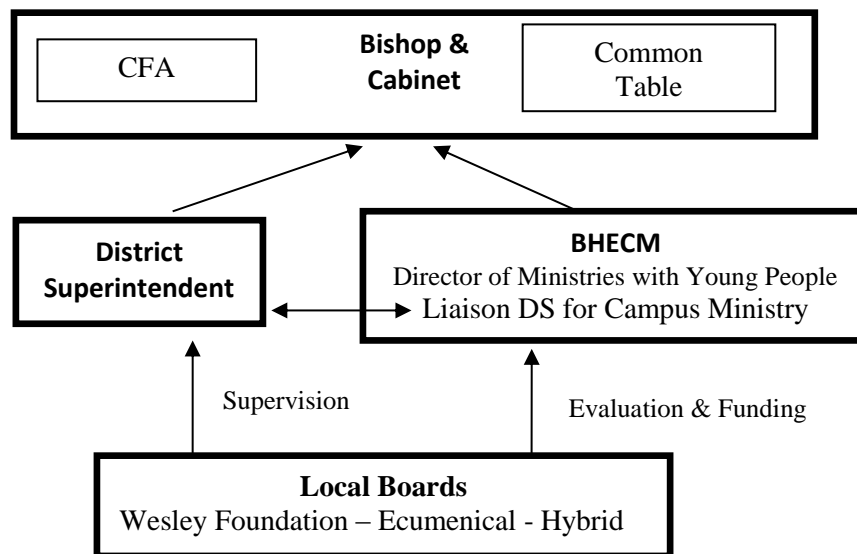 CFA
Bishop &
Cabinet
Common
Table
District
Superintendent
BHECM
Director of Ministries with Young People
Liaison DS for Campus Ministry
Supervision
Evaluation & Funding
Local Boards
Wesley Foundation – Ecumenical - Hybrid